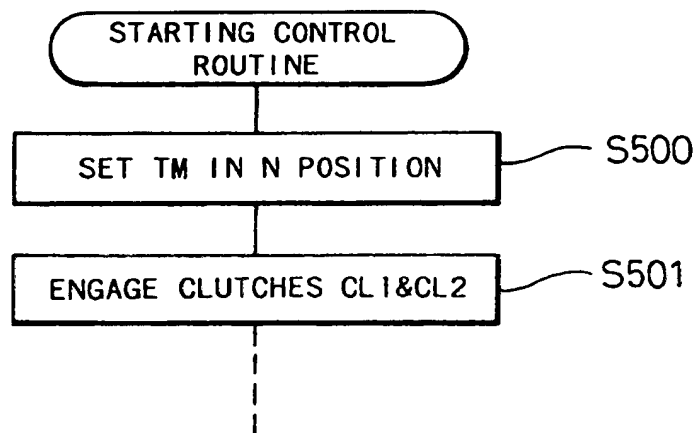 STARTING CONTROL
ROUTINE
SET TM IN N POSITION
S500
ENGAGE CLUTCHES CL1&CL2
S501